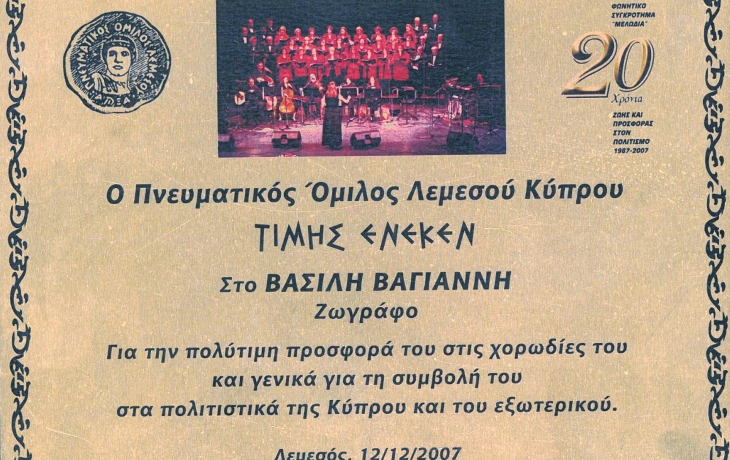 ΠΝΕΥΜΑΤΙΚΟΣ ΟΜΙΛΟΣ
ΦΩΝΗΤΙΚΟ
ΣΥΓΚΡΟΤΗΜΑ
"ΜΕΛΩΔΙΑ"
20
Χρόνια
ΖΩΗΣ ΚΑΙ
ΠΡΟΣΦΟΡΑΣ
ΣΤΟΝ
ΠΟΛΙΤΙΣΜΟ
1987-2007
Ο Πνευματικός Όμιλος Λεμεσού Κύπρου
ΤΙΜΗΣ ΕΝΕΚΕΝ
Στο ΒΑΣΙΛΗ ΒΑΓΙΑΝΝΗ
Ζωγράφο
Για την πολύτιμη προσφορά του στις χορωδίες του
και γενικά για τη συμβολή του
στα πολιτιστικά της Κύπρου και του εξωτερικού.
Λεμεσός, 12/12/2007